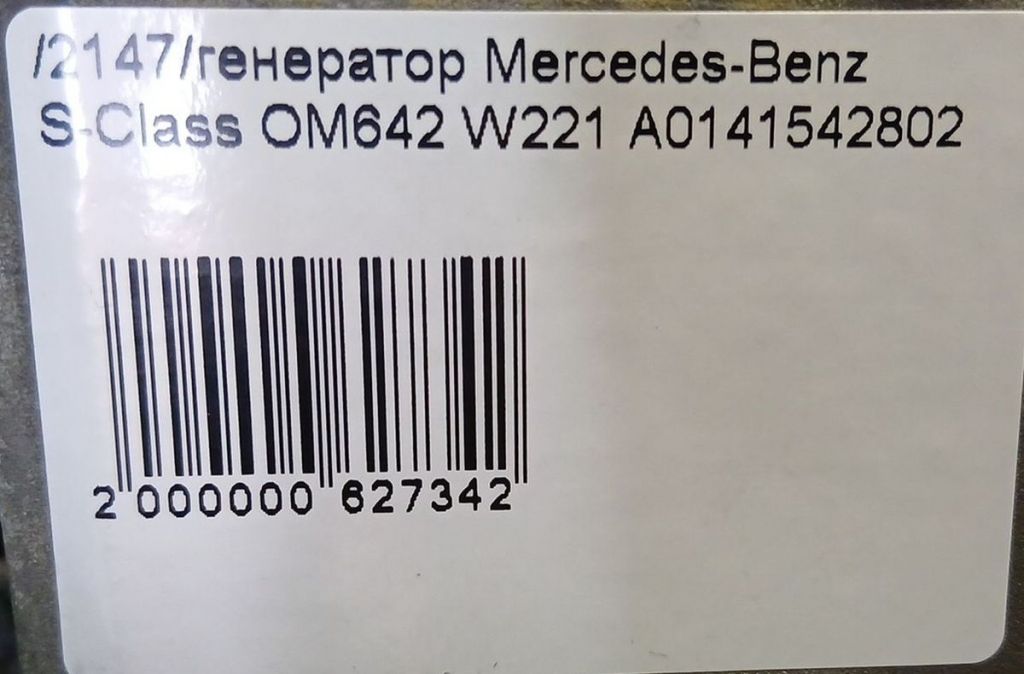 /2147/генератор Mercedes-Benz
S-Class OM642 W221 A0141542802
2 000000 627342